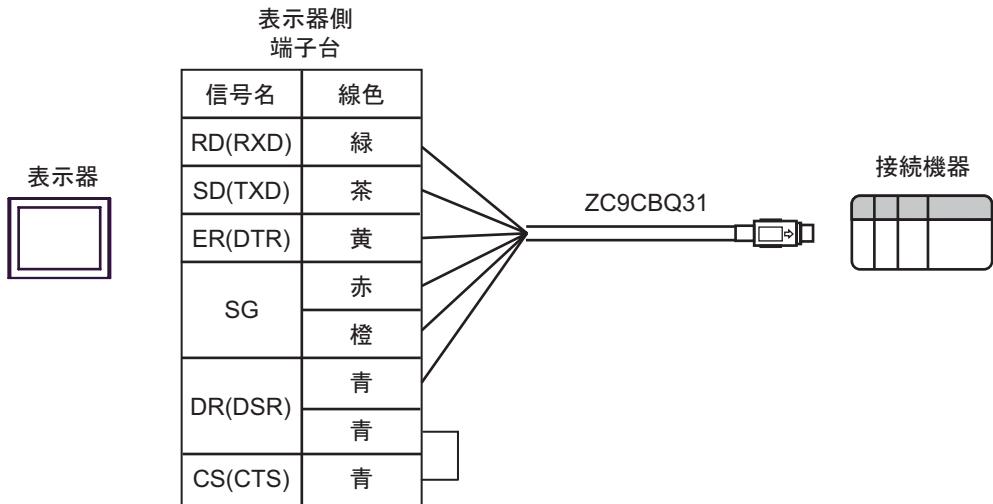 表示器側
端子台
信号名 線色
RD(RXD) 緑
SD(TXD) 茶
ER(DTR) 黄
SG 赤
橙
DR(DSR) 青
青
CS(CTS) 青
表示器
ZC9CBQ31
接続機器